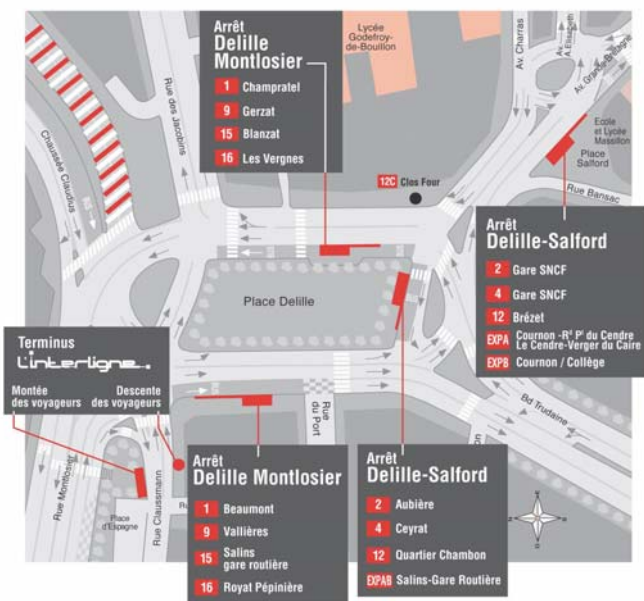 Arrêt
Delille
Montlosier
1 Champratel
9 Gerzat
15 Blanzat
16 Les Vergnes
Lycée
Godefroy-
de-Bouillon
Av. Charras
Av.
A.Elisabeth
Av. Grande-Bretagne
Ecole
et Lycée
Massillon
Place
Salford
Rue Bansac
Rue des Jacobins
Chaussée Claudius
12C Clos Four
Arrêt
Delille-Salford
2 Gare SNCF
4 Gare SNCF
12 Brézet
EXPA Cournon -Rᵈ Pᵗ du Cendre
Le Cendre-Verger du Caire
EXPB Cournon / Collège
Place Delille
Terminus
L'interligne.
Montée
des voyageurs
Descente
des voyageurs
BUS
Rue
du Port
Bd Trudaine
Rue Montlosier
Place
d'Espagne
Rue Claussmann
Arrêt
Delille Montlosier
1 Beaumont
9 Vallières
15 Salins
gare routière
16 Royat Pépinière
Arrêt
Delille-Salford
2 Aubière
4 Ceyrat
12 Quartier Chambon
EXPAB Salins-Gare Routière
E
N
S
O